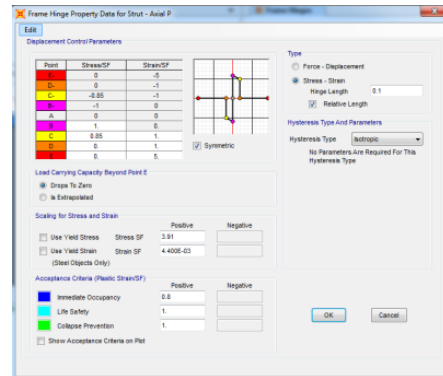 Frame Hinge Property Data for Strut - Axial P
Frame Hinges
Edit
Displacement Control Parameters
Point Stress/SF Strain/SF
E- 0 -5
D- 0 -1
C- -0.85 -1
B- -1 0
A 0 0
B 1. 0.
C 0.85 1.
D 0. 1.
E 0. 5.
Symmetric
Load Carrying Capacity Beyond Point E
Drops To Zero
Is Extrapolated
Scaling for Stress and Strain
Positive Negative
Use Yield Stress Stress SF 3.91
Use Yield Strain Strain SF 4.400E-03
(Steel Objects Only)
Acceptance Criteria (Plastic Strain/SF)
Positive Negative
Immediate Occupancy 0.8
Life Safety 1.
Collapse Prevention 1.
Show Acceptance Criteria on Plot
Type
Force - Displacement
Stress - Strain
Hinge Length 0.1
Relative Length
Hysteresis Type And Parameters
Hysteresis Type Isotropic
No Parameters Are Required For This
Hysteresis Type
OK Cancel